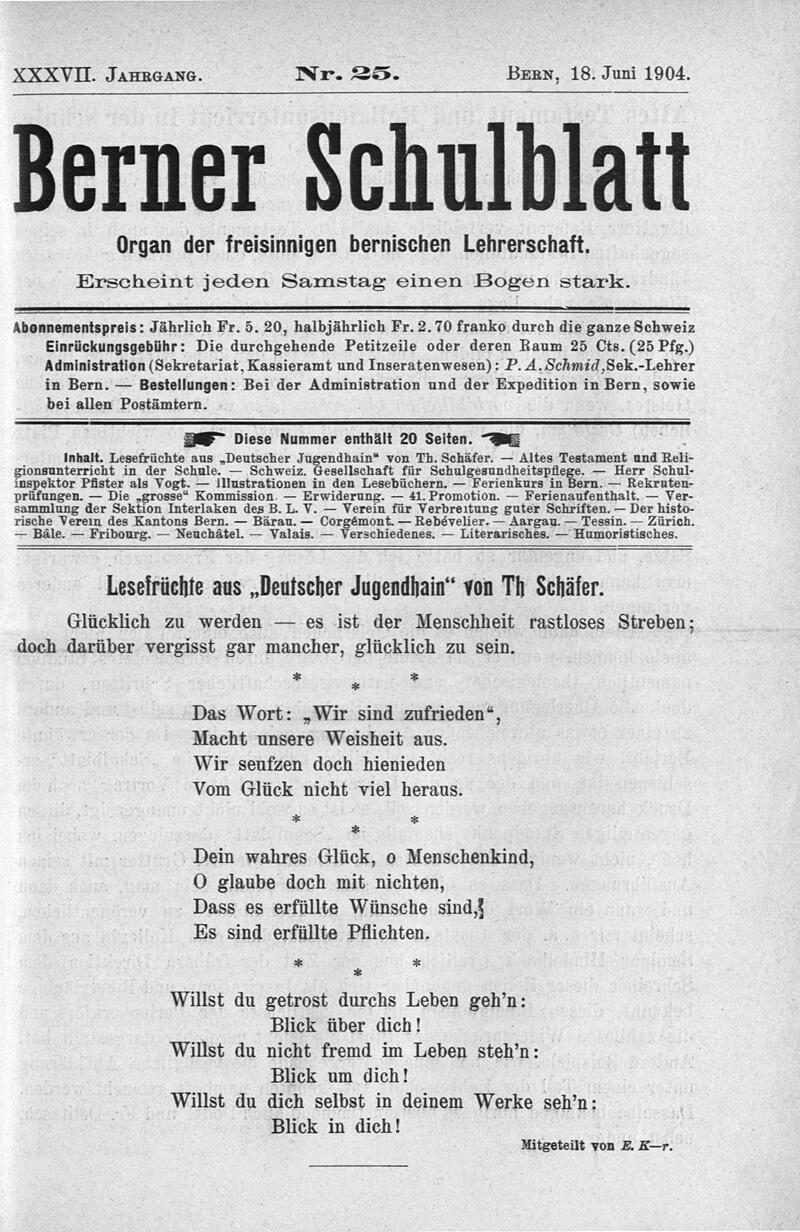 XXXVII. JAHRGANG. Nr. 25. BERN, 18. Juni 1904.
Berner Schulblatt
Organ der freisinnigen bernischen Lehrerschaft.
Erscheint jeden Samstag einen Bogen stark.
Abonnementspreis: Jährlich Fr. 5. 20, halbjährlich Fr. 2. 70 franko durch die ganze Schweiz
Einrückungsgebühr: Die durchgehende Petitzeile oder deren Raum 25 Cts. (25 Pfg.)
Administration (Sekretariat, Kassieramt und Inseratenwesen): P. A. Schmid, Sek.-Lehrer
in Bern. — Bestellungen: Bei der Administration und der Expedition in Bern, sowie
bei allen Postämtern.
Diese Nummer enthält 20 Seiten.
Inhalt. Lesefrüchte aus „Deutscher Jugendhain" von Th. Schäfer. — Altes Testament und Reli-
gionsunterricht in der Schule. — Schweiz. Gesellschaft für Schulgesundheitspflege. — Herr Schul-
inspektor Pfister als Vogt. — Illustrationen in den Lesebüchern. — Ferienkurs in Bern. — Rekruten-
prüfungen. — Die „grosse" Kommission. — Erwiderung. — 41. Promotion. — Ferienaufenthalt. — Ver-
sammlung der Sektion Interlaken des B. L. V. — Verein für Verbreitung guter Schriften. — Der histo-
rische Verein des Kantons Bern. — Bärau. — Corgémont. — Rebévelier. — Aargau. — Tessin. — Zürich.
— Bâle. — Fribourg. — Neuchâtel. — Valais. — Verschiedenes. — Literarisches. — Humoristisches.
Lesefrüchte aus „Deutscher Jugendhain" von Th Schäfer.
Glücklich zu werden — es ist der Menschheit rastloses Streben;
doch darüber vergisst gar mancher, glücklich zu sein.
* * *
Das Wort: „Wir sind zufrieden",
Macht unsere Weisheit aus.
Wir seufzen doch hienieden
Vom Glück nicht viel heraus.
* * *
Dein wahres Glück, o Menschenkind,
O glaube doch mit nichten,
Dass es erfüllte Wünsche sind,
Es sind erfüllte Pflichten.
* * *
Willst du getrost durchs Leben geh'n:
Blick über dich!
Willst du nicht fremd im Leben steh'n:
Blick um dich!
Willst du dich selbst in deinem Werke seh'n:
Blick in dich!
Mitgeteilt von E. K—r.